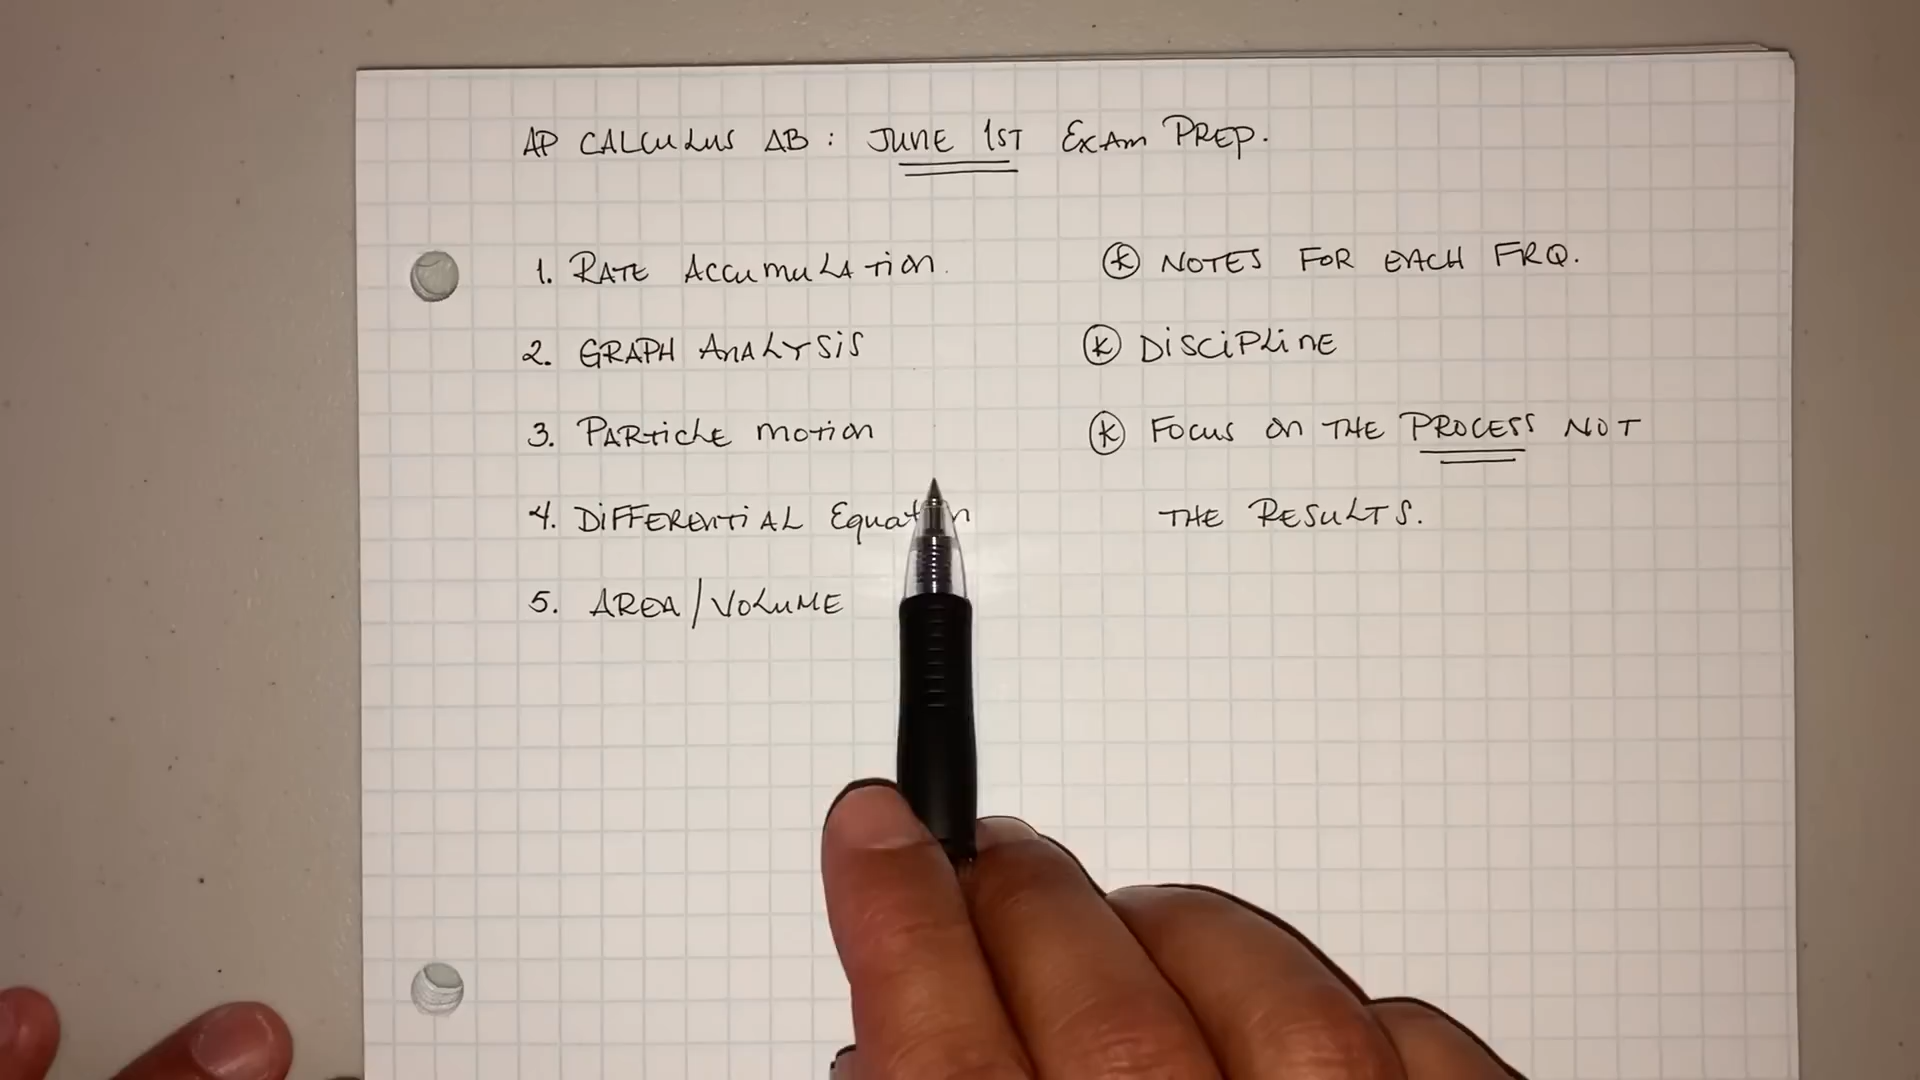 AP CALCULUS AB: JUNE 1ST EXAM PREP.
1. RATE ACCUMULATION.
2. GRAPH ANALYSIS
3. PARTICLE MOTION
4. DIFFERENTIAL Equation
5. AREA/VOLUME
* NOTES FOR EACH FRQ.
* DISCIPLINE
* FOCUS ON THE PROCESS NOT
THE RESULTS.